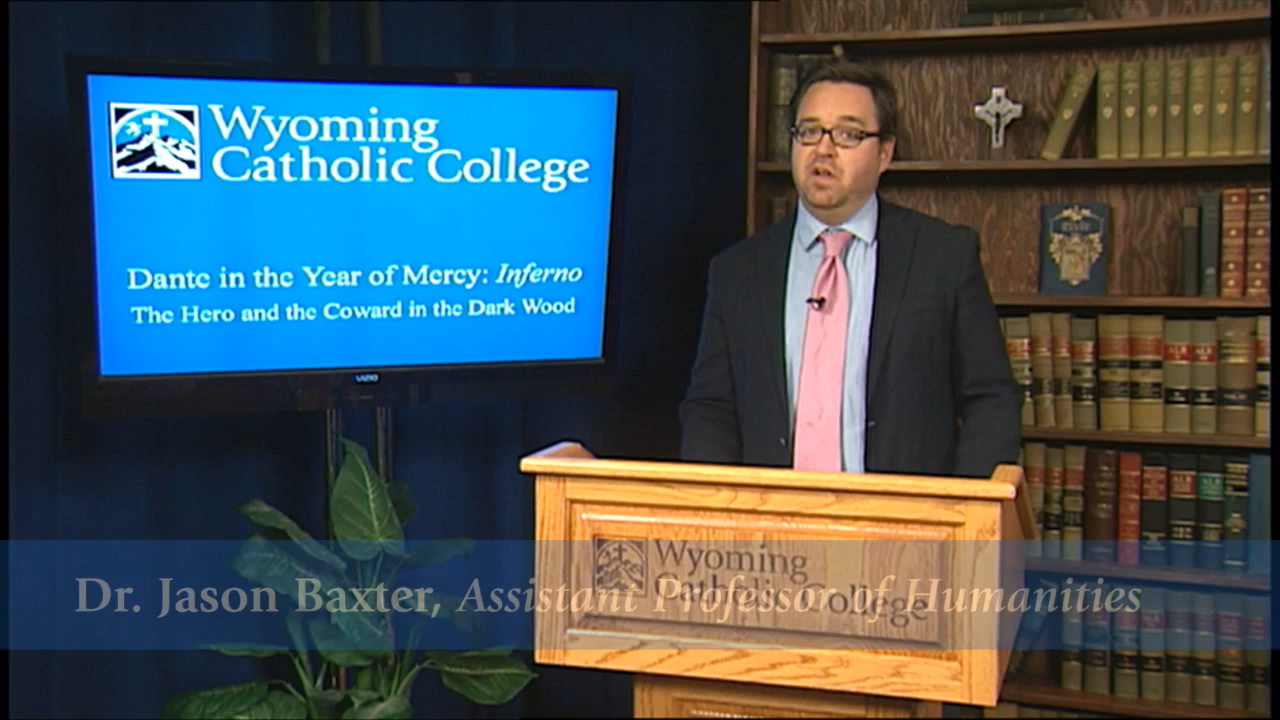 Wyoming
Catholic College
Dante in the Year of Mercy: Inferno
The Hero and the Coward in the Dark Wood
VIZIO
Wyoming
Catholic College
Dr. Jason Baxter, Assistant Professor of Humanities